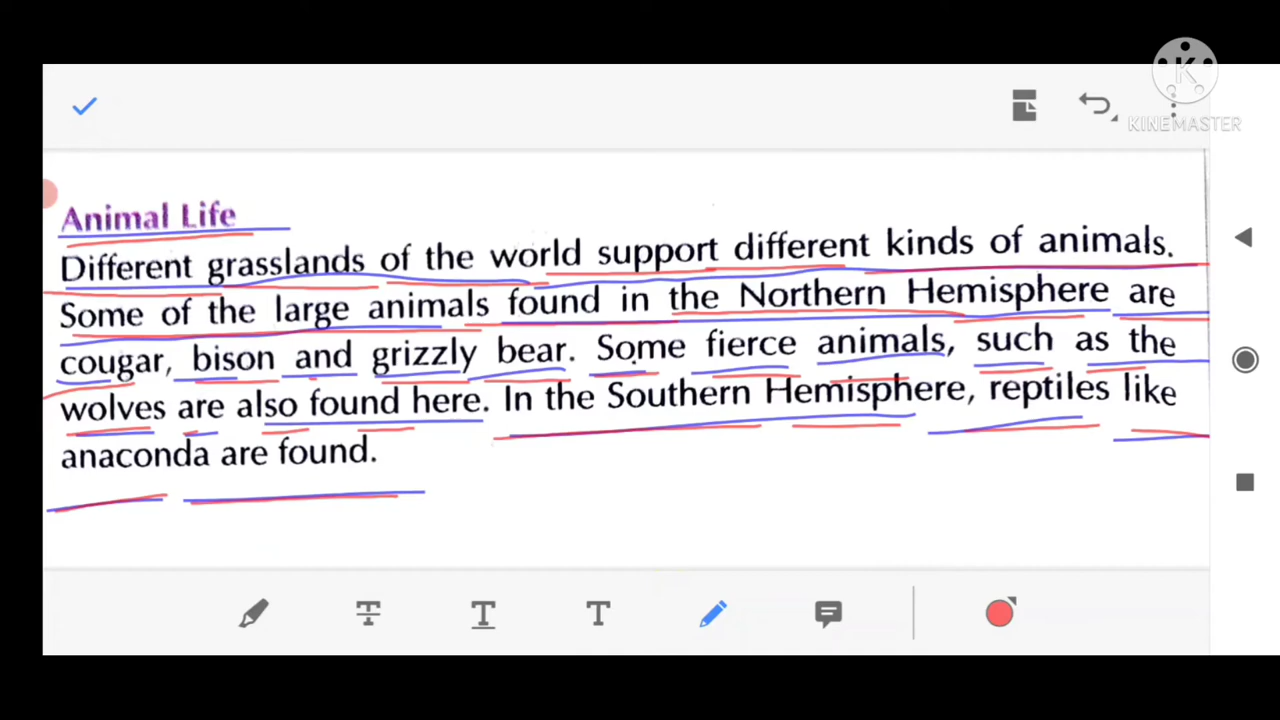 KINEMASTER
Animal Life
Different grasslands of the world support different kinds of animals.
Some of the large animals found in the Northern Hemisphere are
cougar, bison and grizzly bear. Some fierce animals, such as the
wolves are also found here. In the Southern Hemisphere, reptiles like
anaconda are found.